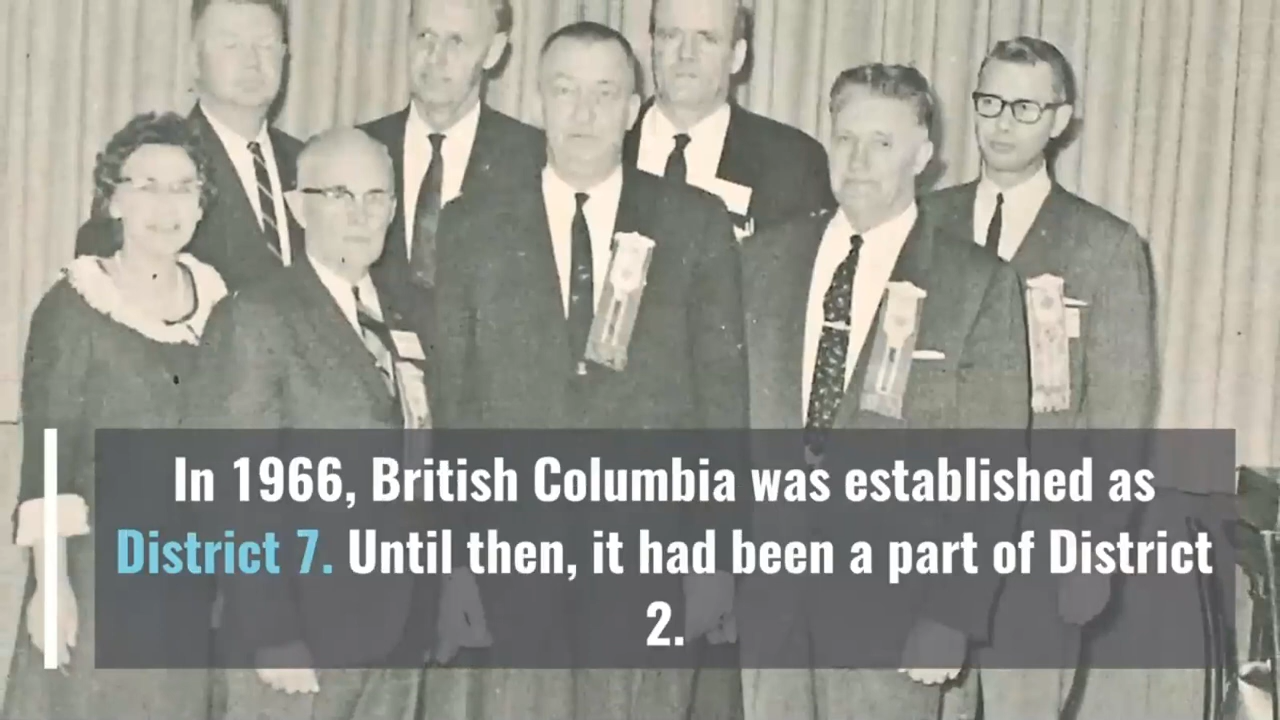 In 1966, British Columbia was established as
District 7. Until then, it had been a part of District
2.